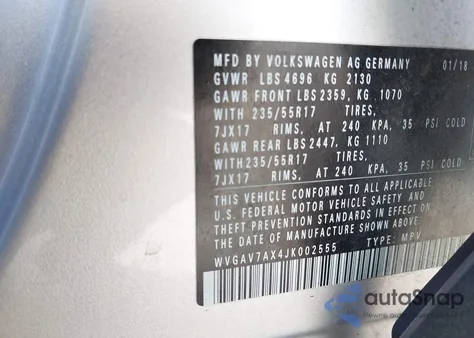 MFD BY VOLKSWAGEN AG GERMANY 01/18
GVWR LBS 4696 KG 2130
GAWR FRONT LBS 2359, KG 1070
WITH 235/55R17 TIRES,
7JX17 RIMS, AT 240 KPA, 35 PSI COLD
GAWR REAR LBS 2447, KG 1110
WITH 235/55R17 TIRES,
7JX17 RIMS, AT 240 KPA, 35 PSI COLD
THIS VEHICLE CONFORMS TO ALL APPLICABLE
U.S. FEDERAL MOTOR VEHICLE SAFETY AND
THEFT PREVENTION STANDARDS IN EFFECT ON
THE DATE OF MANUFACTURE SHOWN ABOVE.
WVGAV7AX4JK002555 TYPE: MPV
autoSnap